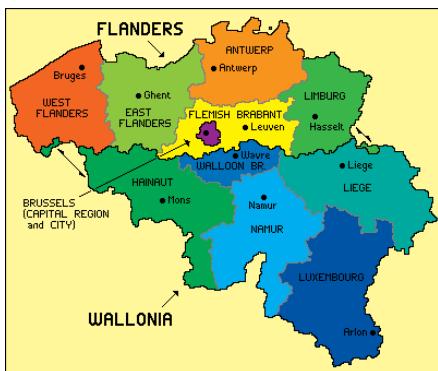 FLANDERS
ANTWERP
Bruges
Antwerp
Ghent
LIMBURG
WEST
FLANDERS
EAST
FLANDERS
FLEMISH BRABANT
Leuven
Hasselt
Wavre
WALLOON BR.
Liege
LIEGE
HAINAUT
BRUSSELS
(CAPITAL REGION
and CITY)
Mons
Namur
NAMUR
LUXEMBOURG
WALLONIA
Arlon